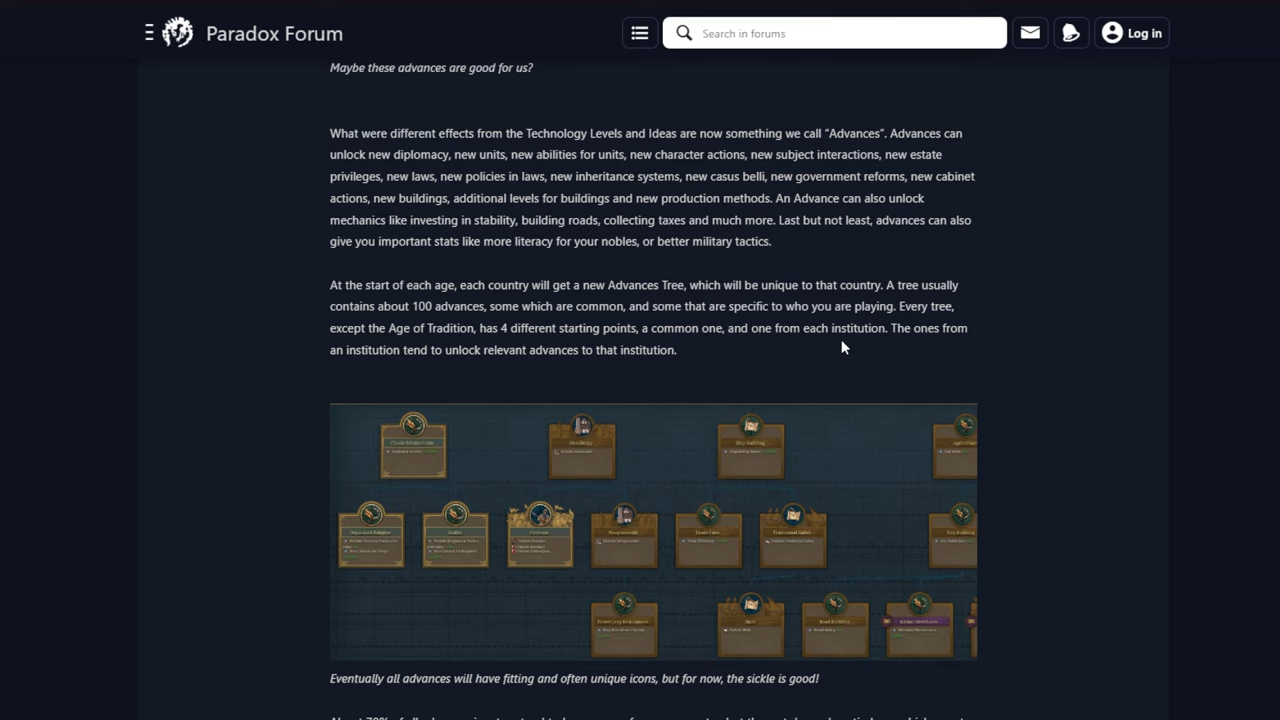 Paradox Forum
Search in forums
Log in
Maybe these advances are good for us?
What were different effects from the Technology Levels and Ideas are now something we call “Advances”. Advances can
unlock new diplomacy, new units, new abilities for units, new character actions, new subject interactions, new estate
privileges, new laws, new policies in laws, new inheritance systems, new casus belli, new government reforms, new cabinet
actions, new buildings, additional levels for buildings and new production methods. An Advance can also unlock
mechanics like investing in stability, building roads, collecting taxes and much more. Last but not least, advances can also
give you important stats like more literacy for your nobles, or better military tactics.
At the start of each age, each country will get a new Advances Tree, which will be unique to that country. A tree usually
contains about 100 advances, some which are common, and some that are specific to who you are playing. Every tree,
except the Age of Tradition, has 4 different starting points, a common one, and one from each institution. The ones from
an institution tend to unlock relevant advances to that institution.
Metallurgy
Ship Building
Organized Religion
Guilds
City Building
Road Building
Eventually all advances will have fitting and often unique icons, but for now, the sickle is good!